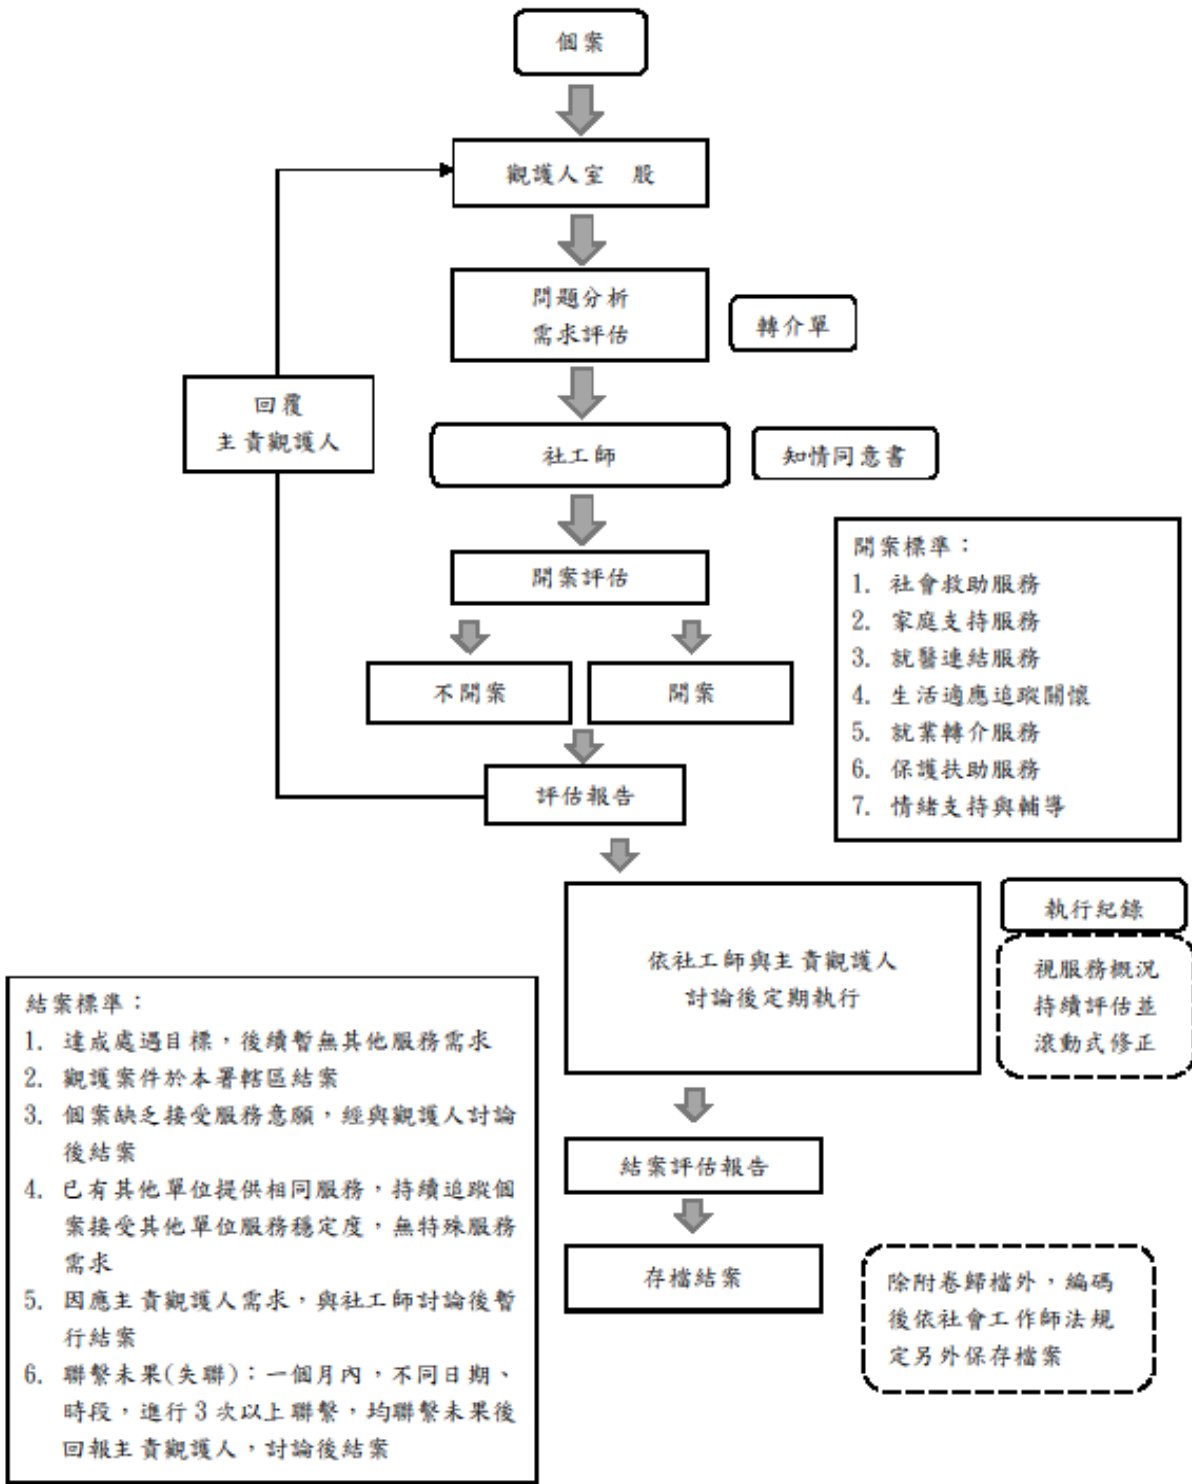 個案
觀護人室　股
問題分析
需求評估
轉介單
回覆
主責觀護人
社工師
知情同意書
開案評估
不開案
開案
評估報告
開案標準：
1. 社會救助服務
2. 家庭支持服務
3. 就醫連結服務
4. 生活適應追蹤關懷
5. 就業轉介服務
6. 保護扶助服務
7. 情緒支持與輔導
依社工師與主責觀護人
討論後定期執行
執行紀錄
視服務概況
持續評估並
滾動式修正
結案標準：
1. 達成處遇目標，後續暫無其他服務需求
2. 觀護案件於本署轄區結案
3. 個案缺乏接受服務意願，經與觀護人討論
後結案
4. 已有其他單位提供相同服務，持續追蹤個
案接受其他單位服務穩定度，無特殊服務
需求
5. 因應主責觀護人需求，與社工師討論後暫
行結案
6. 聯繫未果(失聯)：一個月內，不同日期、
時段，進行 3 次以上聯繫，均聯繫未果後
回報主責觀護人，討論後結案
結案評估報告
存檔結案
除附卷歸檔外，編碼
後依社會工作師法規
定另外保存檔案